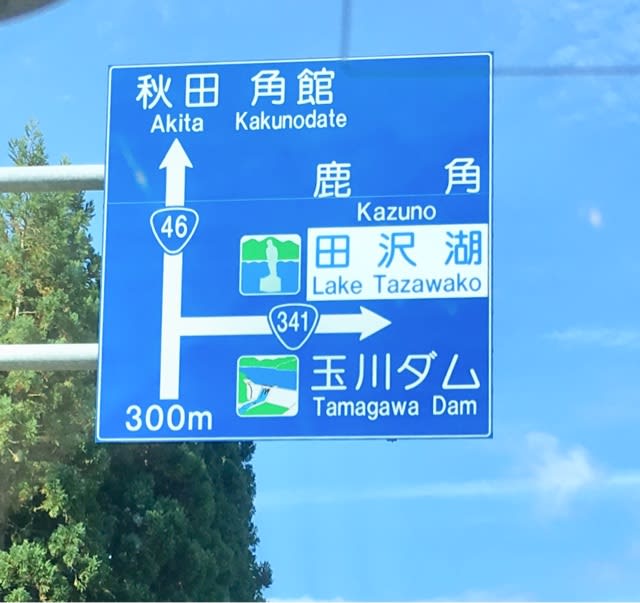 秋田 角館
Akita Kakunodate
鹿 角
Kazuno
46
田沢湖
Lake Tazawako
341
玉川ダム
Tamagawa Dam
300m